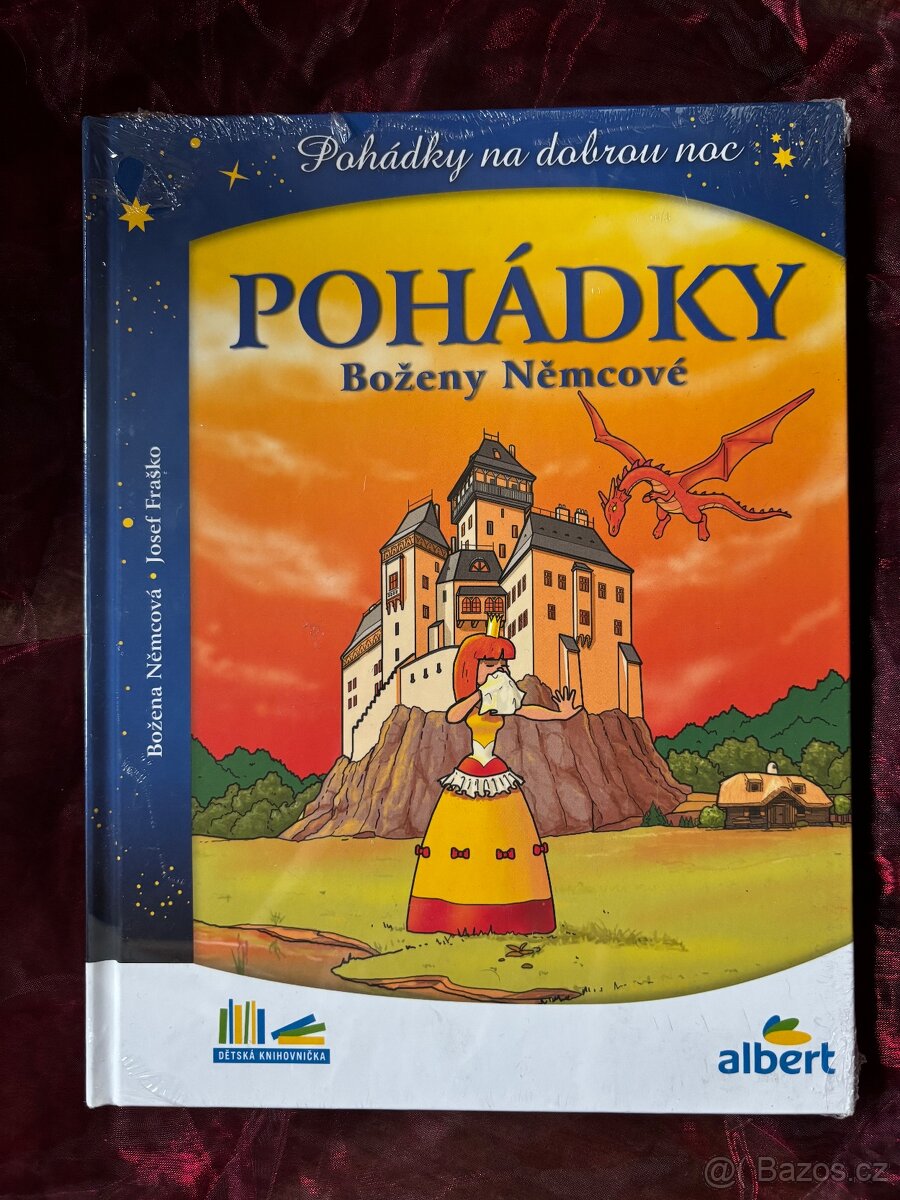 Pohádky na dobrou noc
POHÁDKY
Boženy Němcové
Božena Němcová • Josef Fraško
DĚTSKÁ KNIHOVNIČKA
albert
@ Bazos.cz